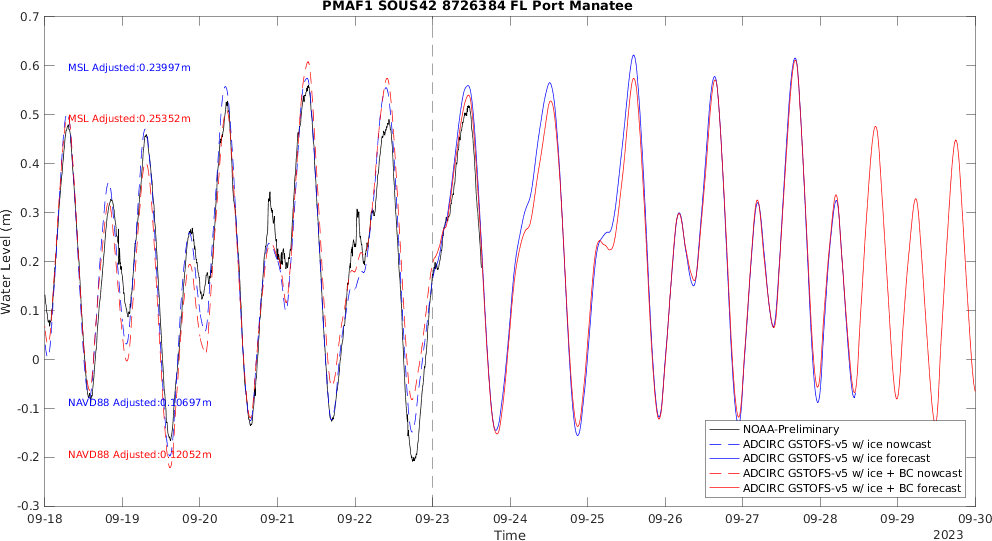 PMAF1 SOUS42 8726384 FL Port Manatee
0.7
0.6
0.5
0.4
0.3
0.2
0.1
0
-0.1
-0.2
-0.3
Water Level (m)
MSL Adjusted:0.23997m
MSL Adjusted:0.25352m
NAVD88 Adjusted:0.10697m
NAVD88 Adjusted:0.12052m
NOAA-Preliminary
ADCIRC GSTOFS-v5 w/ ice nowcast
ADCIRC GSTOFS-v5 w/ ice forecast
ADCIRC GSTOFS-v5 w/ ice + BC nowcast
ADCIRC GSTOFS-v5 w/ ice + BC forecast
09-18 09-19 09-20 09-21 09-22 09-23 09-24 09-25 09-26 09-27 09-28 09-29 09-30
Time
2023